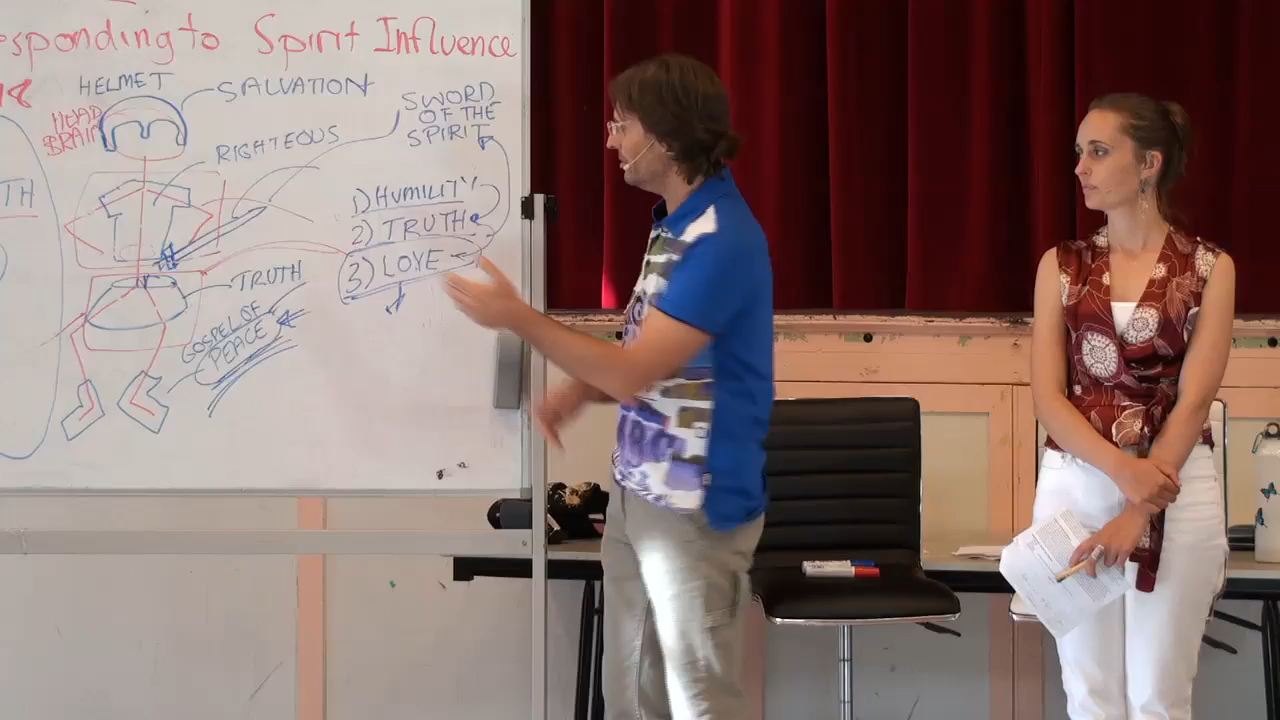 sponding to Spirit Influence
HELMET
SALVATION
HEAD
BRAIN
SWORD
OF THE
SPIRIT
RIGHTEOUS
TH
1) HUMILITY
2) TRUTH
3) LOVE
TRUTH
GOSPEL OF
PEACE